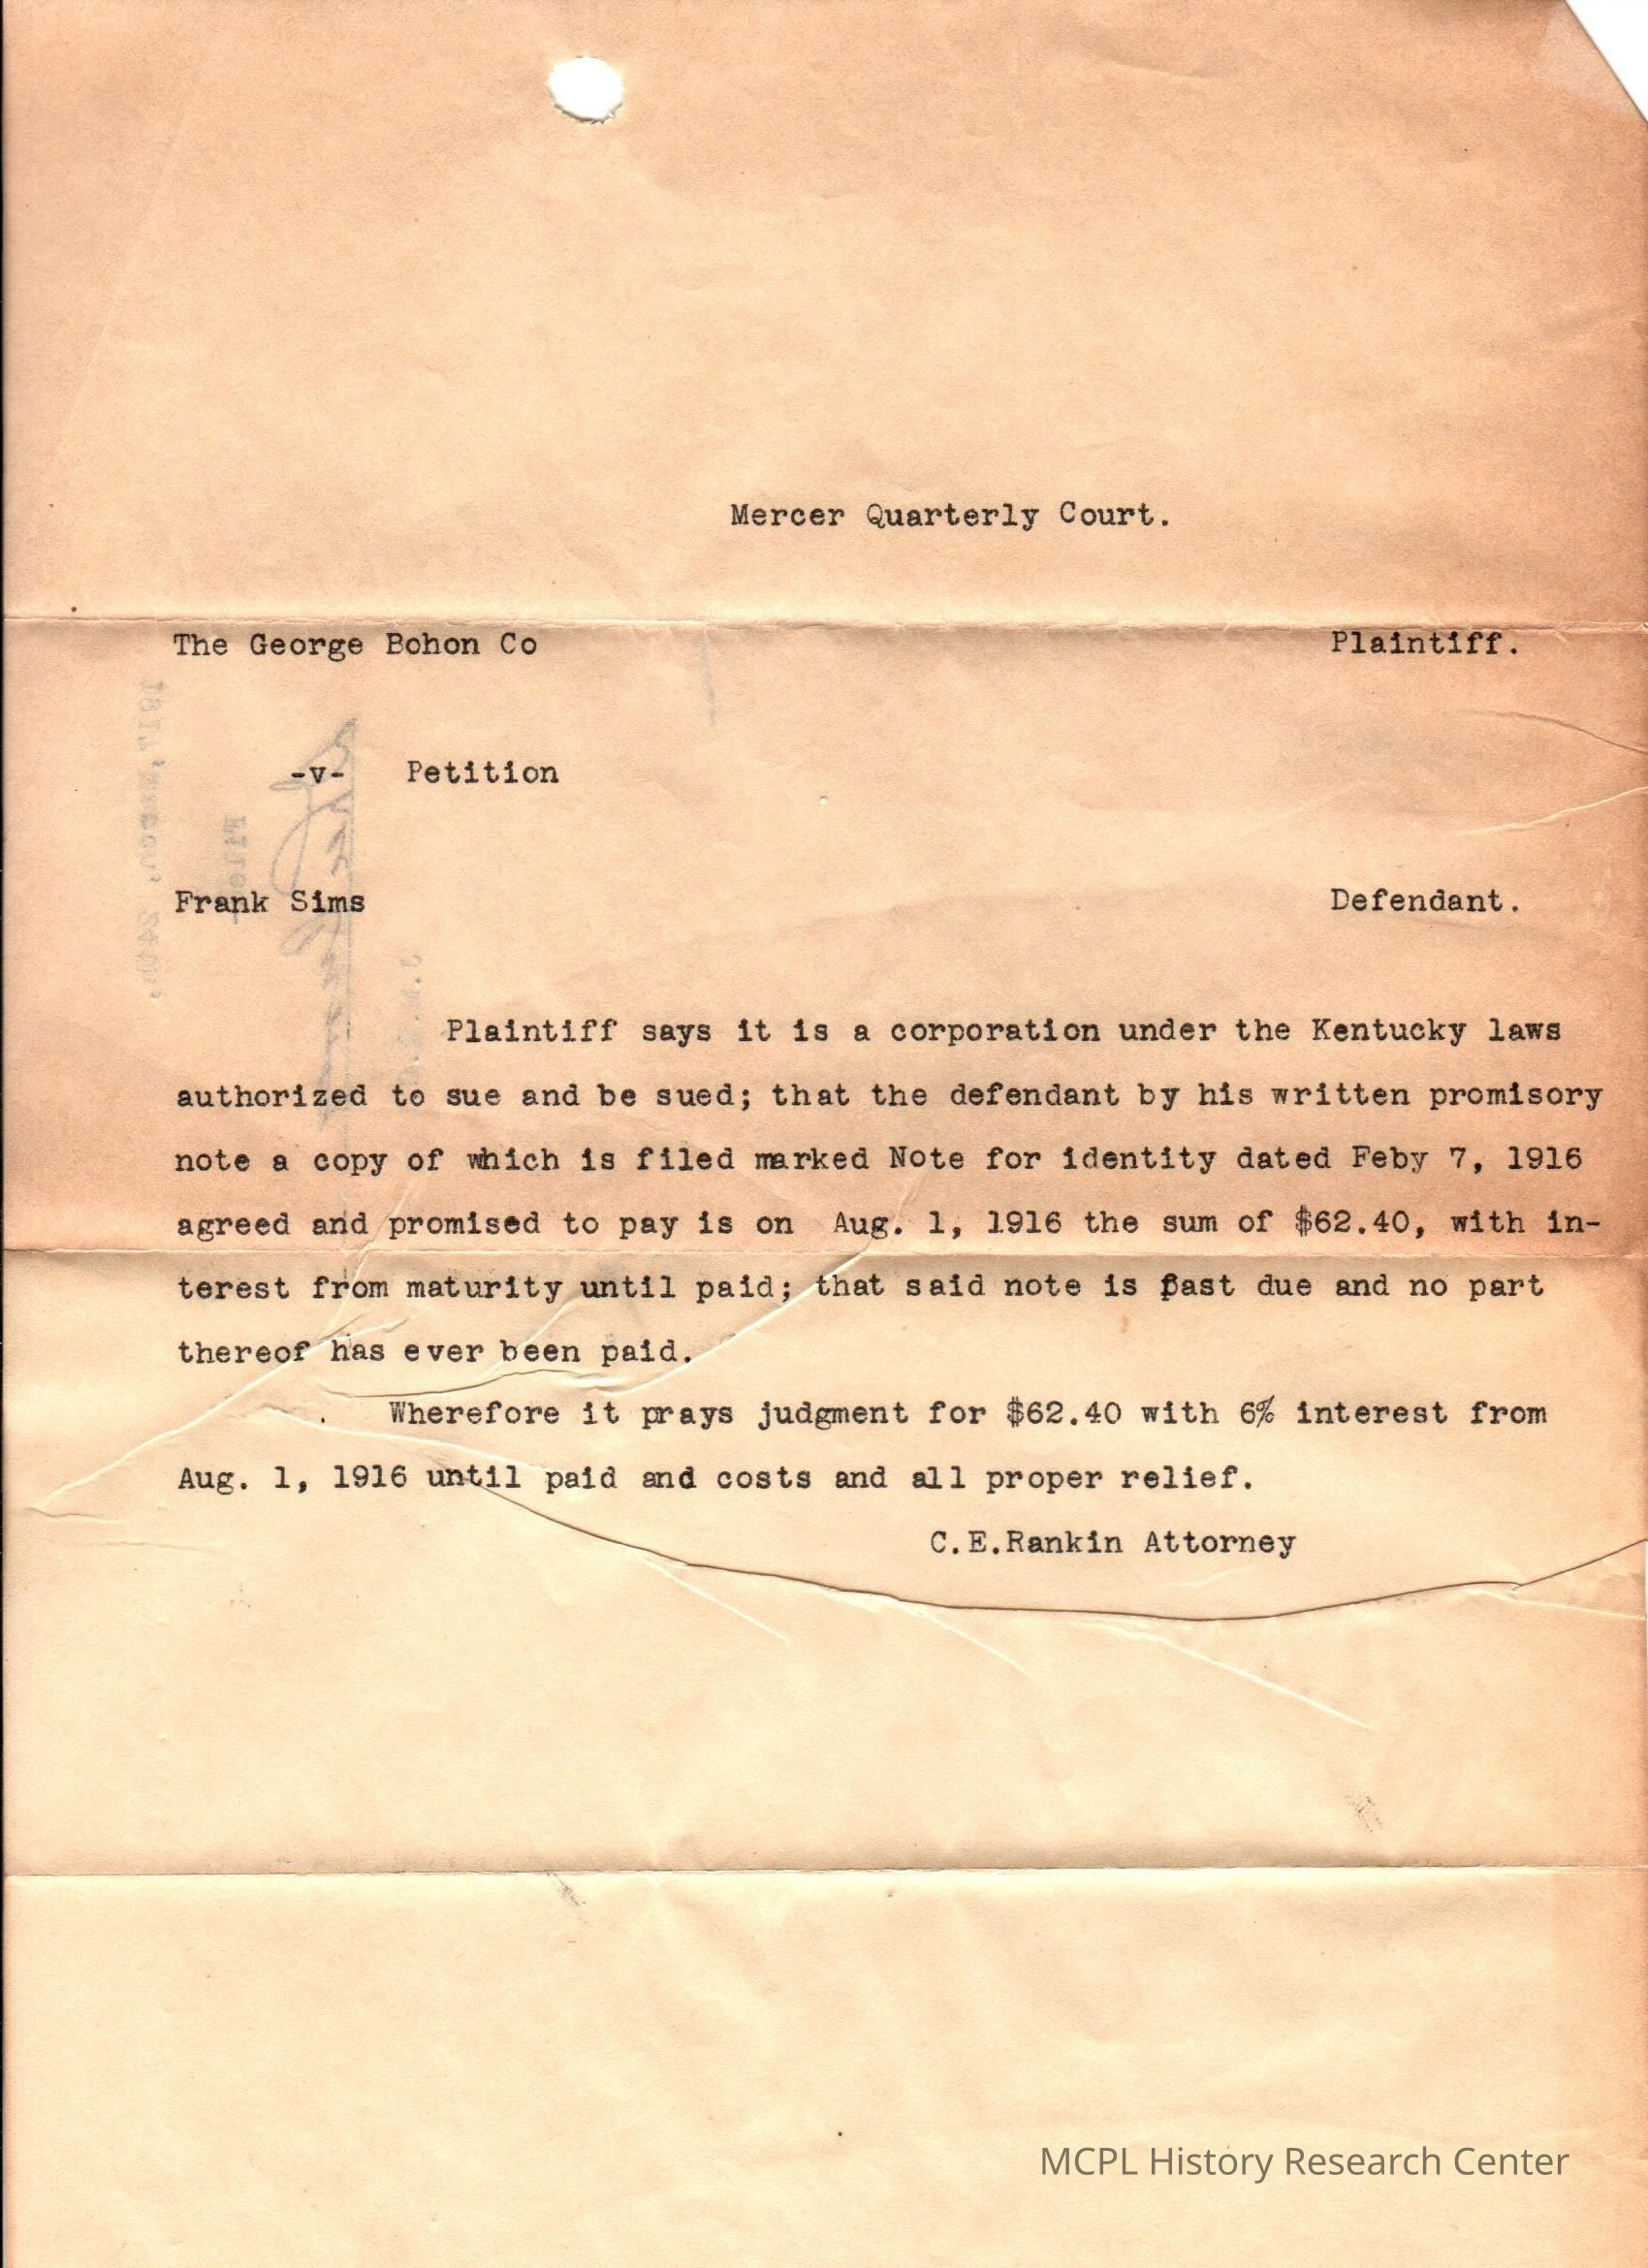 Mercer Quarterly Court.
The George Bohon Co Plaintiff.
-v- Petition
Frank Sims Defendant.
Plaintiff says it is a corporation under the Kentucky laws
authorized to sue and be sued; that the defendant by his written promisory
note a copy of which is filed marked Note for identity dated Feby 7, 1916
agreed and promised to pay is on Aug. 1, 1916 the sum of $62.40, with in-
terest from maturity until paid; that said note is past due and no part
thereof has ever been paid.
. Wherefore it prays judgment for $62.40 with 6% interest from
Aug. 1, 1916 until paid and costs and all proper relief.
C.E.Rankin Attorney
MCPL History Research Center